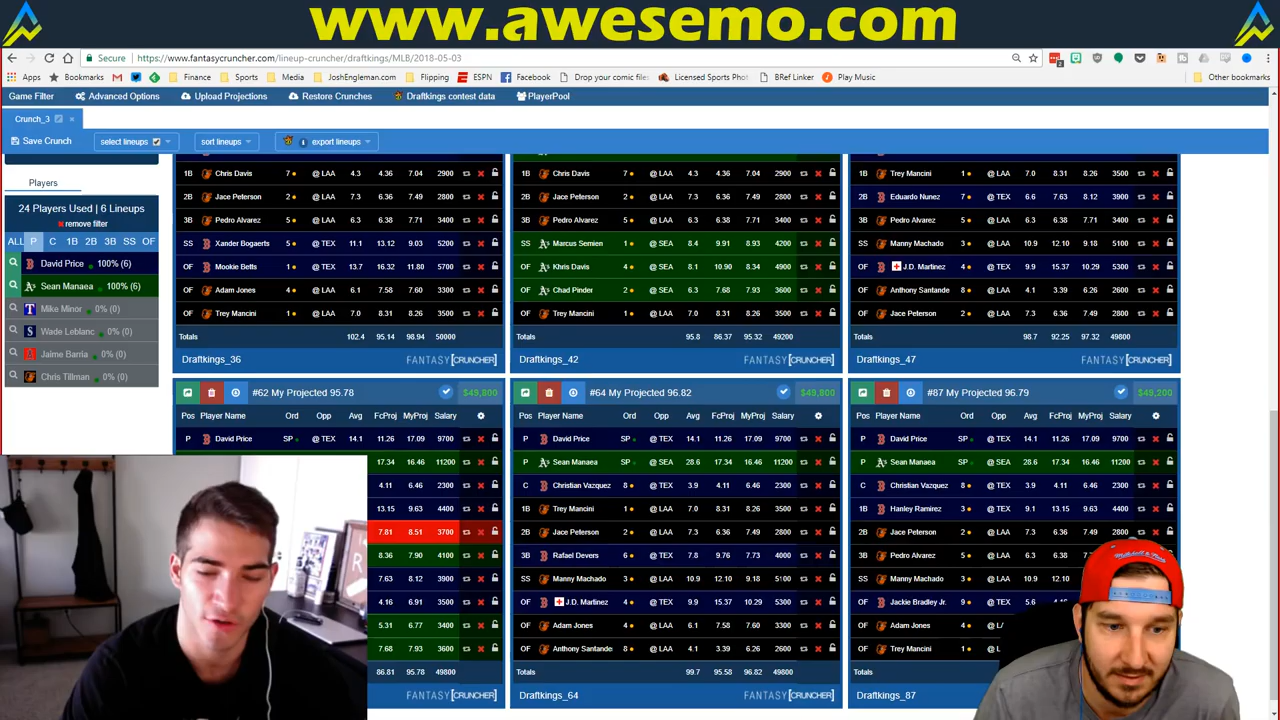 www.awesemo.com
Secure https://www.fantasycruncher.com/lineup-cruncher/draftkings/MLB/2018-05-03
Apps Bookmarks Finance Sports Media JoshEngleman.com Flipping ESPN Facebook Drop your comic files Licensed Sports Phot BRef Linker Play Music Other bookmarks
Game Filter Advanced Options Upload Projections Restore Crunches Draftkings contest data PlayerPool
Crunch_3
Save Crunch select lineups sort lineups export lineups
Players
24 Players Used | 6 Lineups
remove filter
ALL P C 1B 2B 3B SS OF
David Price 100% (6)
Sean Manaea 100% (6)
Mike Minor 0% (0)
Wade Leblanc 0% (0)
Jaime Barria 0% (0)
Chris Tillman 0% (0)
1B Chris Davis 7 @ LAA 4.3 4.36 7.04 2900
2B Jace Peterson 2 @ LAA 7.3 6.36 7.49 2800
3B Pedro Alvarez 5 @ LAA 6.3 6.38 7.71 3400
SS Xander Bogaerts 5 @ TEX 11.1 13.12 9.03 5200
OF Mookie Betts 1 @ TEX 13.7 16.32 11.80 5700
OF Adam Jones 4 @ LAA 6.1 7.58 7.60 3300
OF Trey Mancini 1 @ LAA 7.0 8.31 8.26 3500
Totals 102.4 95.14 98.94 50000
Draftkings_36 FANTASY CRUNCHER
1B Chris Davis 7 @ LAA 4.3 4.36 7.04 2900
2B Jace Peterson 2 @ LAA 7.3 6.36 7.49 2800
3B Pedro Alvarez 5 @ LAA 6.3 6.38 7.71 3400
SS Marcus Semien 1 @ SEA 8.4 9.91 8.93 4200
OF Khris Davis 4 @ SEA 8.1 10.90 8.34 4900
OF Chad Pinder 2 @ SEA 6.3 7.68 7.93 3600
OF Trey Mancini 1 @ LAA 7.0 8.31 8.26 3500
Totals 95.8 86.37 95.32 49200
Draftkings_42 FANTASY CRUNCHER
1B Trey Mancini 1 @ LAA 7.0 8.31 8.26 3500
2B Eduardo Nunez 7 @ TEX 6.6 7.63 8.12 3900
3B Pedro Alvarez 5 @ LAA 6.3 6.38 7.71 3400
SS Manny Machado 3 @ LAA 10.9 12.10 9.18 5100
OF J.D. Martinez 4 @ TEX 9.9 15.37 10.29 5300
OF Anthony Santande 8 @ LAA 4.1 3.39 6.26 2600
OF Jace Peterson 2 @ LAA 7.3 6.36 7.49 2800
Totals 98.7 92.25 97.32 49800
Draftkings_47 FANTASY CRUNCHER
#62 My Projected 95.78 $49,800
Pos Player Name Ord Opp Avg FcProj MyProj Salary
P David Price SP @ TEX 14.1 11.26 17.09 9700
17.34 16.46 11200
4.11 6.46 2300
13.15 9.63 4400
7.81 8.51 3700
8.36 7.90 4100
7.63 8.12 3900
4.16 6.91 3500
5.31 6.77 3400
7.68 7.93 3600
86.81 95.78 49800
FANTASY CRUNCHER
#64 My Projected 96.82 $49,800
Pos Player Name Ord Opp Avg FcProj MyProj Salary
P David Price SP @ TEX 14.1 11.26 17.09 9700
P Sean Manaea SP @ SEA 28.6 17.34 16.46 11200
C Christian Vazquez 8 @ TEX 3.9 4.11 6.46 2300
1B Trey Mancini 1 @ LAA 7.0 8.31 8.26 3500
2B Jace Peterson 2 @ LAA 7.3 6.36 7.49 2800
3B Rafael Devers 6 @ TEX 7.8 9.76 7.73 4000
SS Manny Machado 3 @ LAA 10.9 12.10 9.18 5100
OF J.D. Martinez 4 @ TEX 9.9 15.37 10.29 5300
OF Adam Jones 4 @ LAA 6.1 7.58 7.60 3300
OF Anthony Santande 8 @ LAA 4.1 3.39 6.26 2600
Totals 99.7 95.58 96.82 49800
Draftkings_64 FANTASY CRUNCHER
#87 My Projected 96.79 $49,200
Pos Player Name Ord Opp Avg FcProj MyProj Salary
P David Price SP @ TEX 14.1 11.26 17.09 9700
P Sean Manaea SP @ SEA 28.6 17.34 16.46 11200
C Christian Vazquez 8 @ TEX 3.9 4.11 6.46 2300
1B Hanley Ramirez 3 @ TEX 9.1 13.15 9.63 4400
2B Jace Peterson 2 @ LAA 7.3 6.36 7.49 2800
3B Pedro Alvarez 5 @ LAA 6.3 6.38
SS Manny Machado 3 @ LAA 10.9 12.10
OF Jackie Bradley Jr. 9 @ TEX 5.6
OF Adam Jones 4
OF Trey Mancini 1
Totals
Draftkings_87